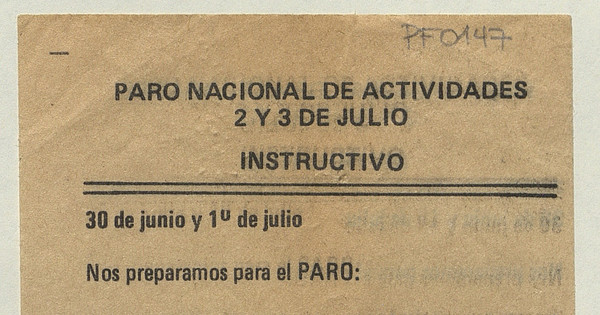 PF0147
PARO NACIONAL DE ACTIVIDADES
2 Y 3 DE JULIO
INSTRUCTIVO
30 de junio y 1º de julio
Nos preparamos para el PARO: